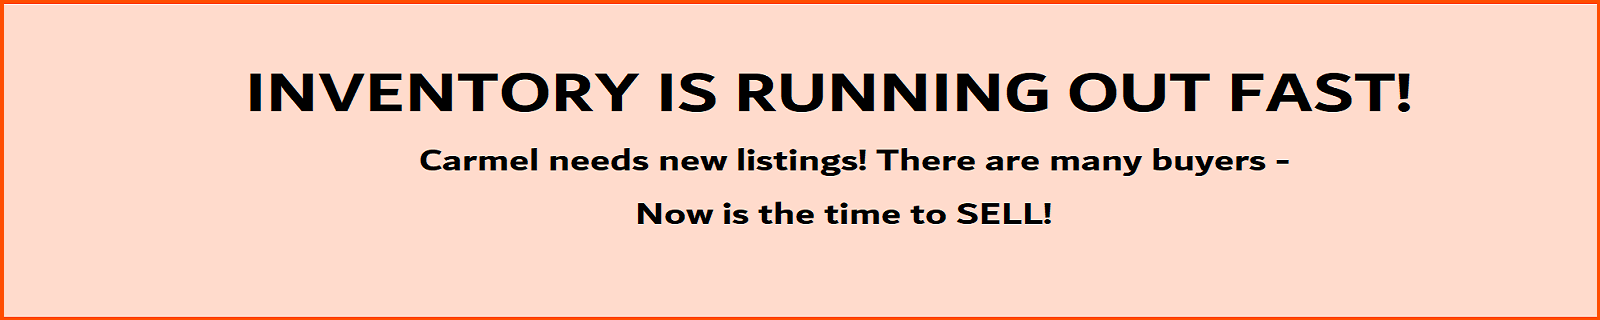 INVENTORY IS RUNNING OUT FAST!
Carmel needs new listings! There are many buyers -
Now is the time to SELL!